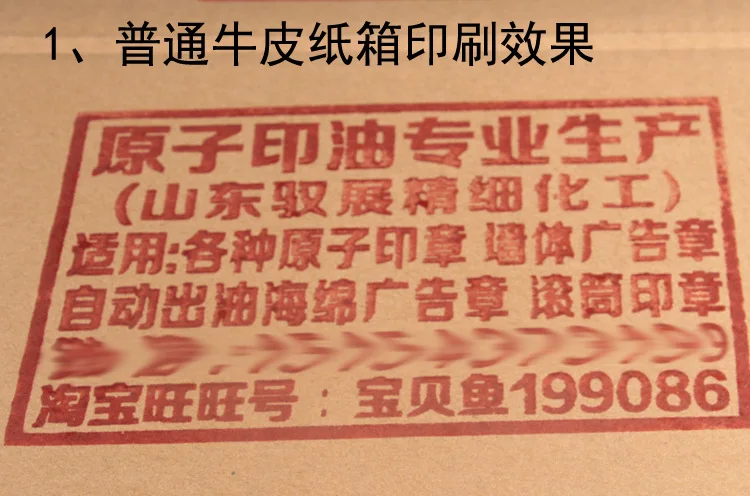 1、普通牛皮纸箱印刷效果
原子印油专业生产
(山东驭展精细化工)
适用:各种原子印章 墙体广告章
自动出油海绵广告章 滚筒印章
淘宝旺旺号:宝贝鱼199086